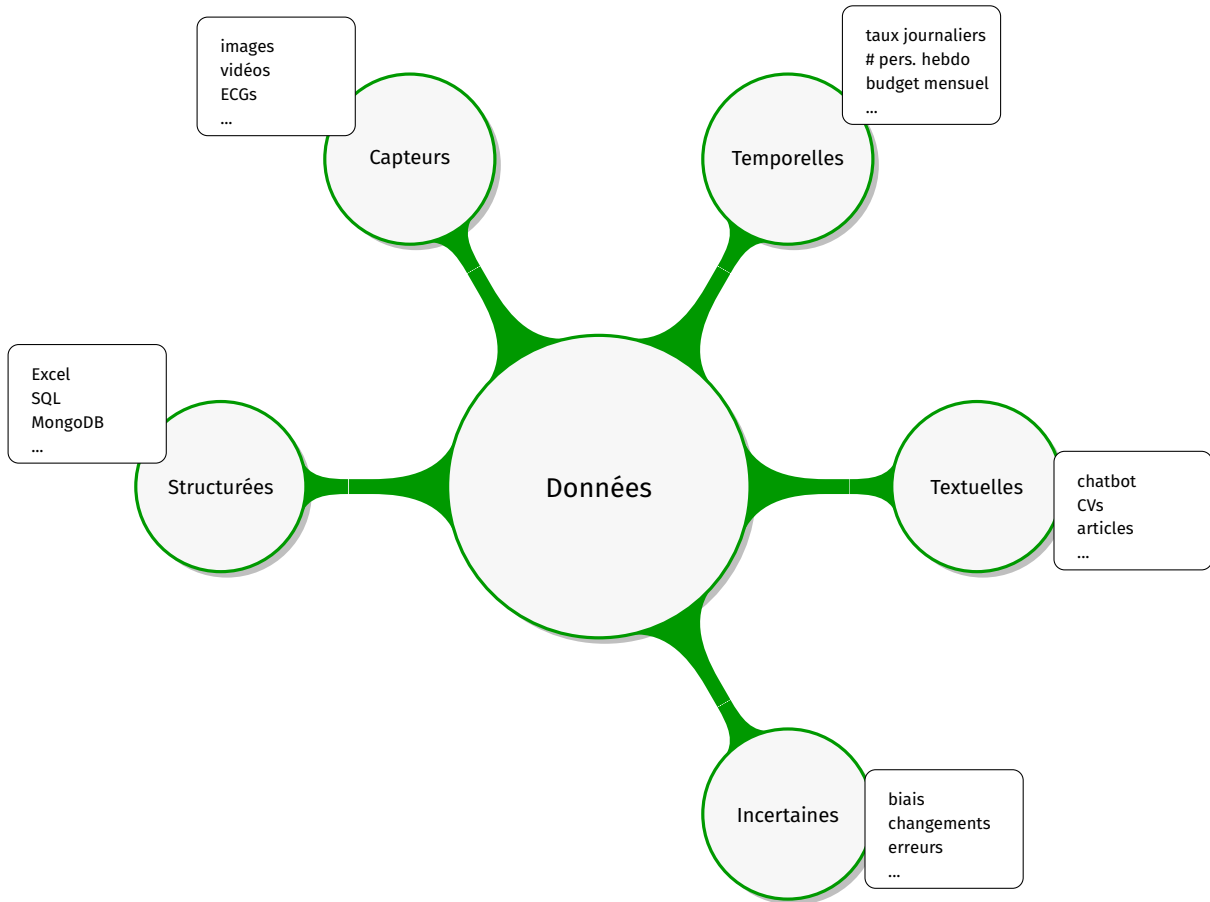 images
vidéos
ECGs
...
Capteurs
taux journaliers
# pers. hebdo
budget mensuel
...
Temporelles
Excel
SQL
MongoDB
...
Structurées
Données
Textuelles
chatbot
CVs
articles
...
Incertaines
biais
changements
erreurs
...